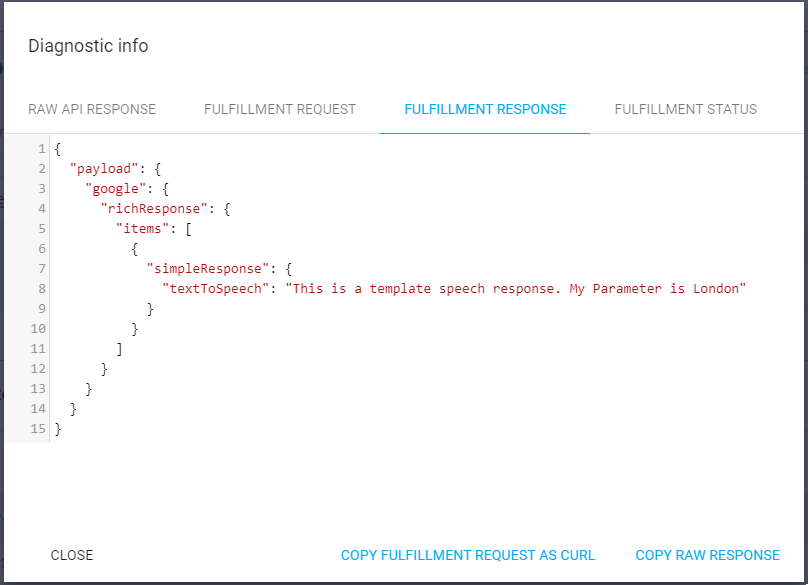 Diagnostic info
RAW API RESPONSE FULFILLMENT REQUEST FULFILLMENT RESPONSE FULFILLMENT STATUS
1 {
2   "payload": {
3     "google": {
4       "richResponse": {
5         "items": [
6           {
7             "simpleResponse": {
8               "textToSpeech": "This is a template speech response. My Parameter is London"
9             }
10           }
11         ]
12       }
13     }
14   }
15 }
CLOSE COPY FULFILLMENT REQUEST AS CURL COPY RAW RESPONSE